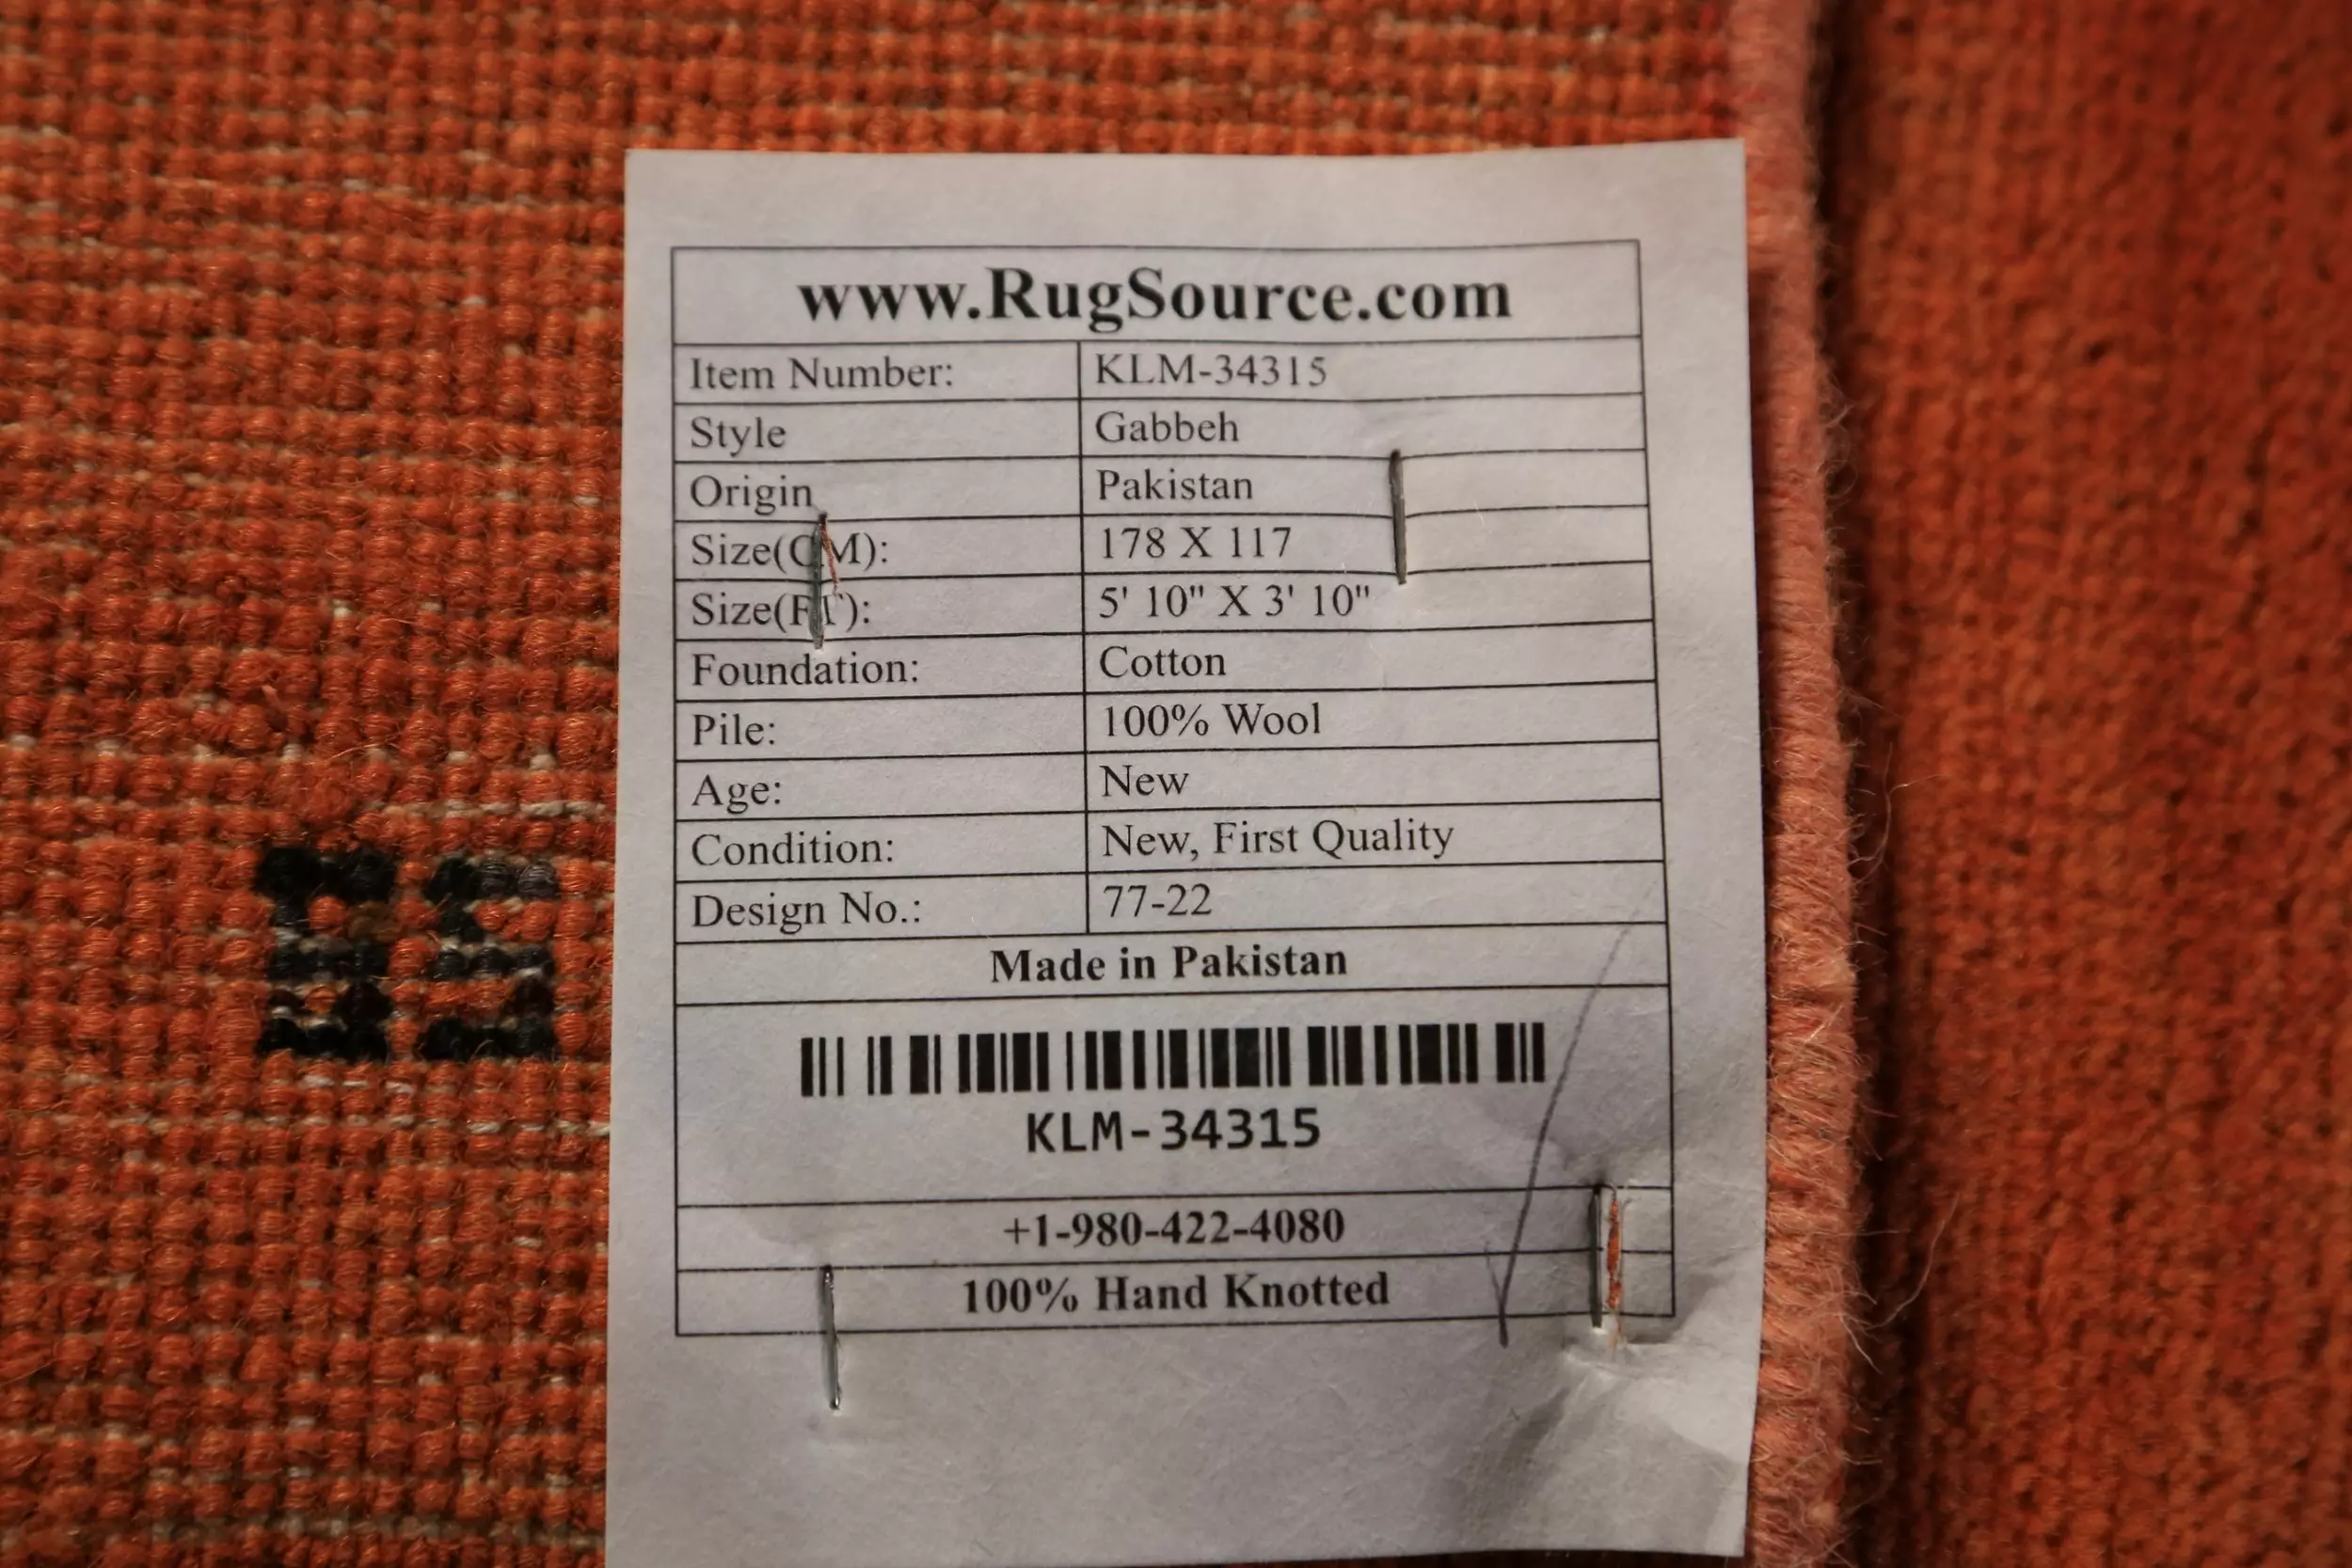 www.RugSource.com
Item Number: KLM-34315
Style Gabbeh
Origin Pakistan
Size(CM): 178 X 117
Size(FT): 5' 10" X 3' 10"
Foundation: Cotton
Pile: 100% Wool
Age: New
Condition: New, First Quality
Design No.: 77-22
Made in Pakistan
KLM-34315
+1-980-422-4080
100% Hand Knotted